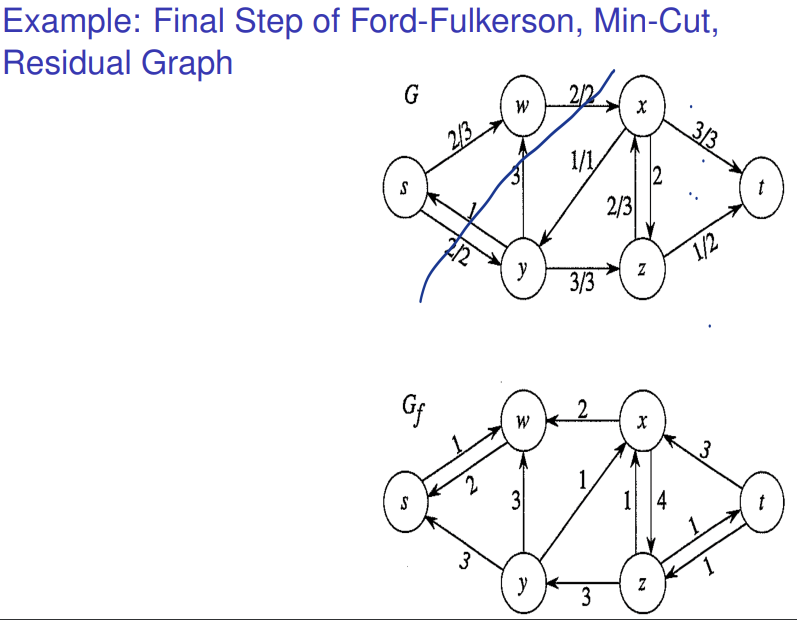 Example: Final Step of Ford-Fulkerson, Min-Cut,
Residual Graph
G
w
2/2
x
2/3
3/3
3
1/1
2
s
t
1
2/3
2/2
1/2
y
3/3
z
Gf
w
2
x
1
3
2
3
1
1
4
s
t
1
3
1
y
3
z